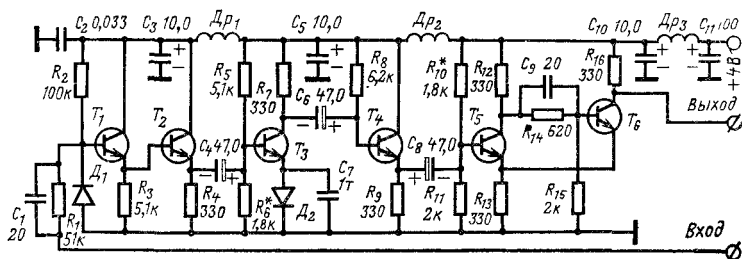 C2 0,033 C3 10,0 Др1 C5 10,0 Др2 C10 10,0 Др3 C11 100
+ − + − + − + −
R2 100к
R5 5,1к
R7 330
R8 6,2к
R10* 1,8к
R12 330
C9 20
R16 330
+4В
T1
T2
C6 47,0
T4
T5
R14 620
T6
Выход
C4 47,0
T3
C8 47,0
Д1
R3 5,1к
R4 330
R6* 1,8к
Д2
C7 1т
R9 330
R11 2к
R13 330
R15 2к
C1 20
R1 51к
Вход